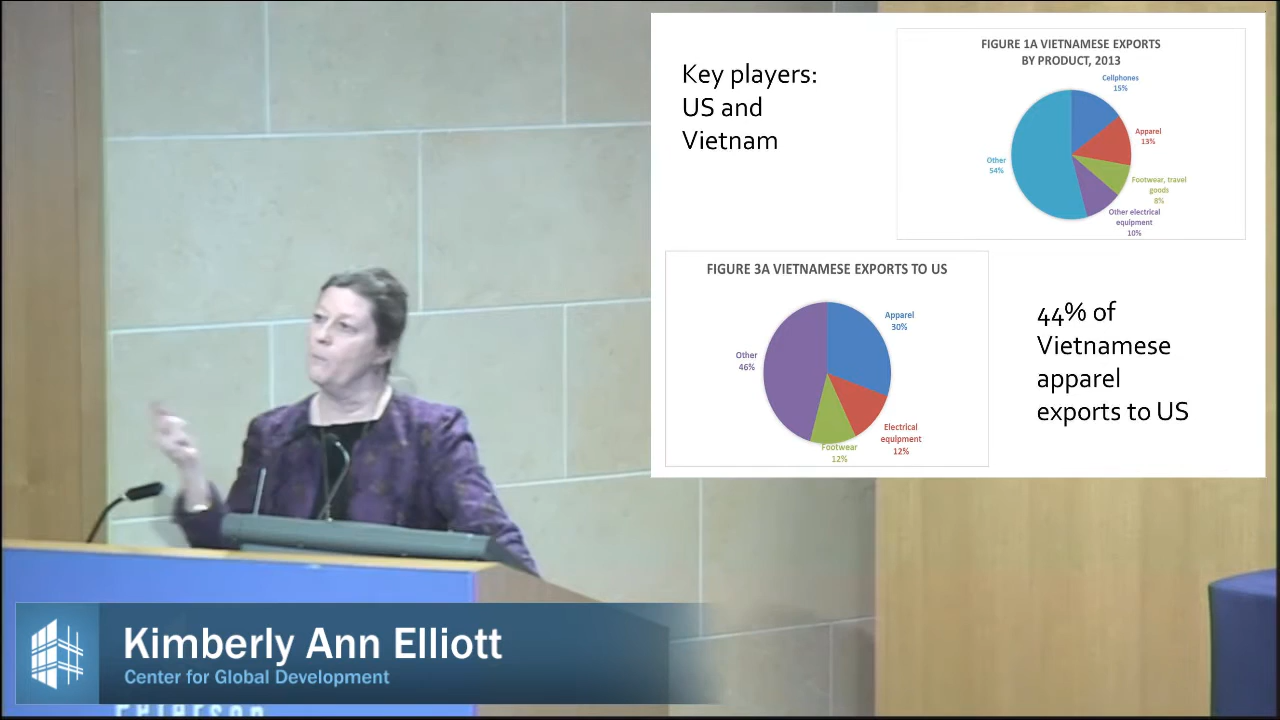 Key players:
US and
Vietnam
FIGURE 1A VIETNAMESE EXPORTS
BY PRODUCT, 2013
Cellphones
15%
Apparel
13%
Footwear, travel
goods
8%
Other electrical
equipment
10%
Other
54%
FIGURE 3A VIETNAMESE EXPORTS TO US
Apparel
30%
Electrical
equipment
12%
Footwear
12%
Other
46%
44% of
Vietnamese
apparel
exports to US
Kimberly Ann Elliott
Center for Global Development
Peterson